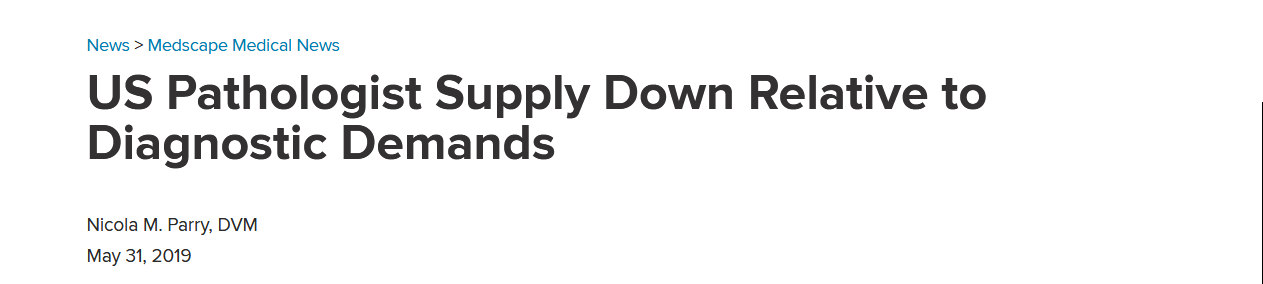 News > Medscape Medical News
US Pathologist Supply Down Relative to
Diagnostic Demands
Nicola M. Parry, DVM
May 31, 2019